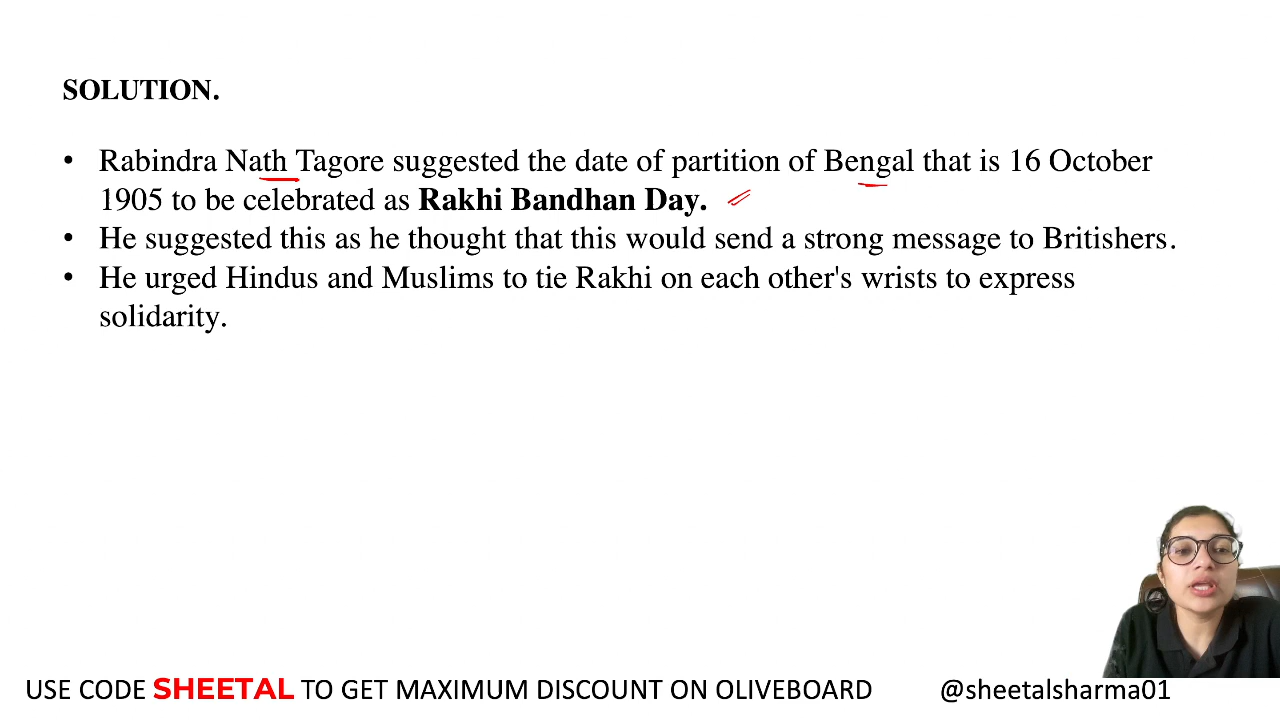 SOLUTION.
• Rabindra Nath Tagore suggested the date of partition of Bengal that is 16 October
1905 to be celebrated as Rakhi Bandhan Day.
• He suggested this as he thought that this would send a strong message to Britishers.
• He urged Hindus and Muslims to tie Rakhi on each other's wrists to express
solidarity.
USE CODE SHEETAL TO GET MAXIMUM DISCOUNT ON OLIVEBOARD @sheetalsharma01